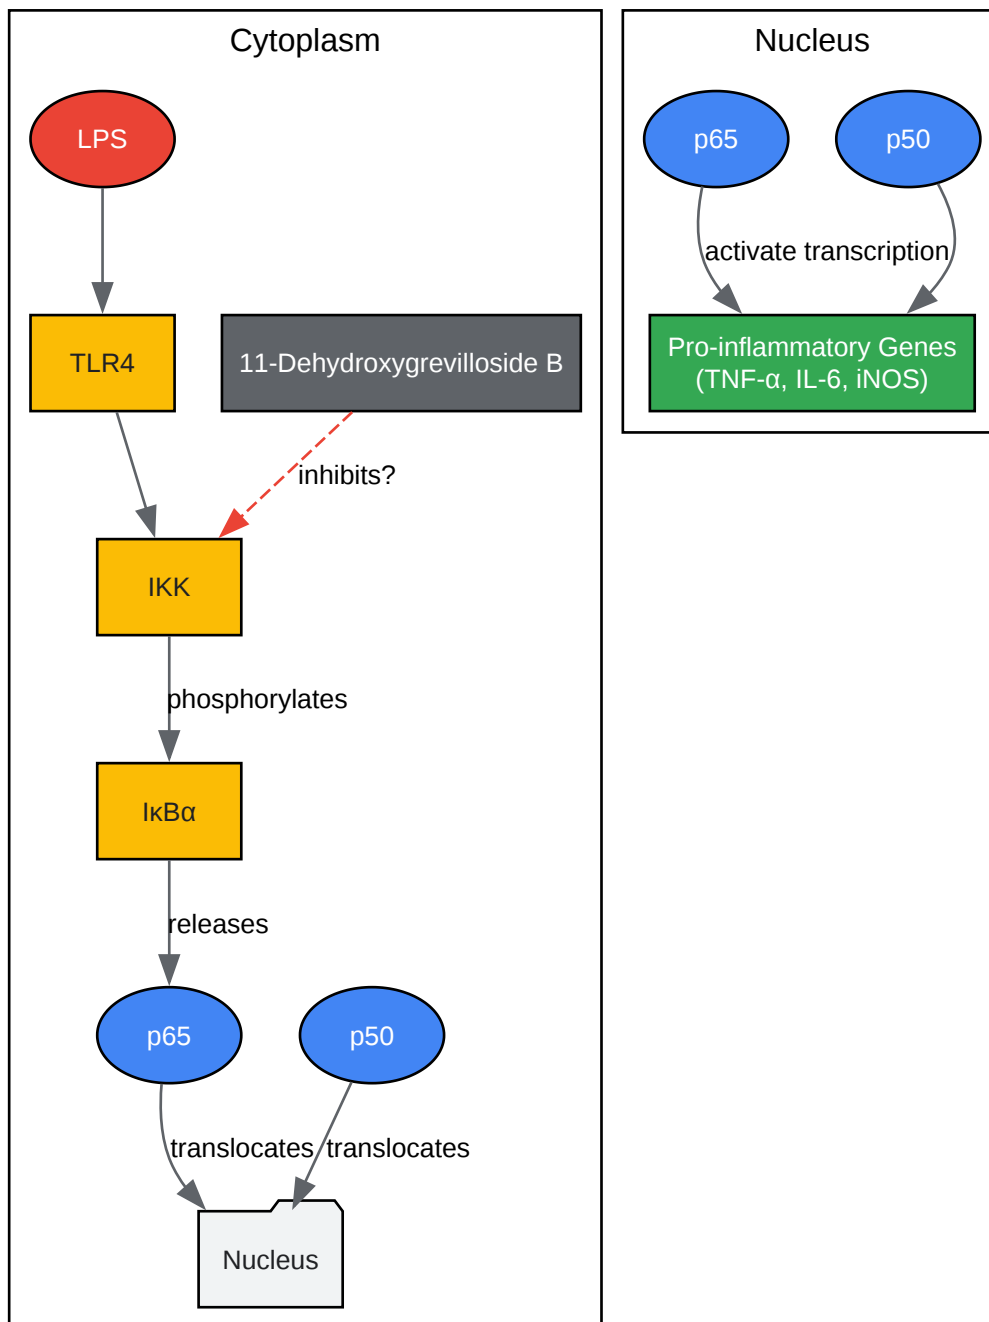 Cytoplasm
LPS
TLR4
11-Dehydroxygrevilloside B
inhibits?
IKK
phosphorylates
IκBα
releases
p65
p50
translocates
translocates
Nucleus
Nucleus
p65
p50
activate transcription
Pro-inflammatory Genes
(TNF-α, IL-6, iNOS)